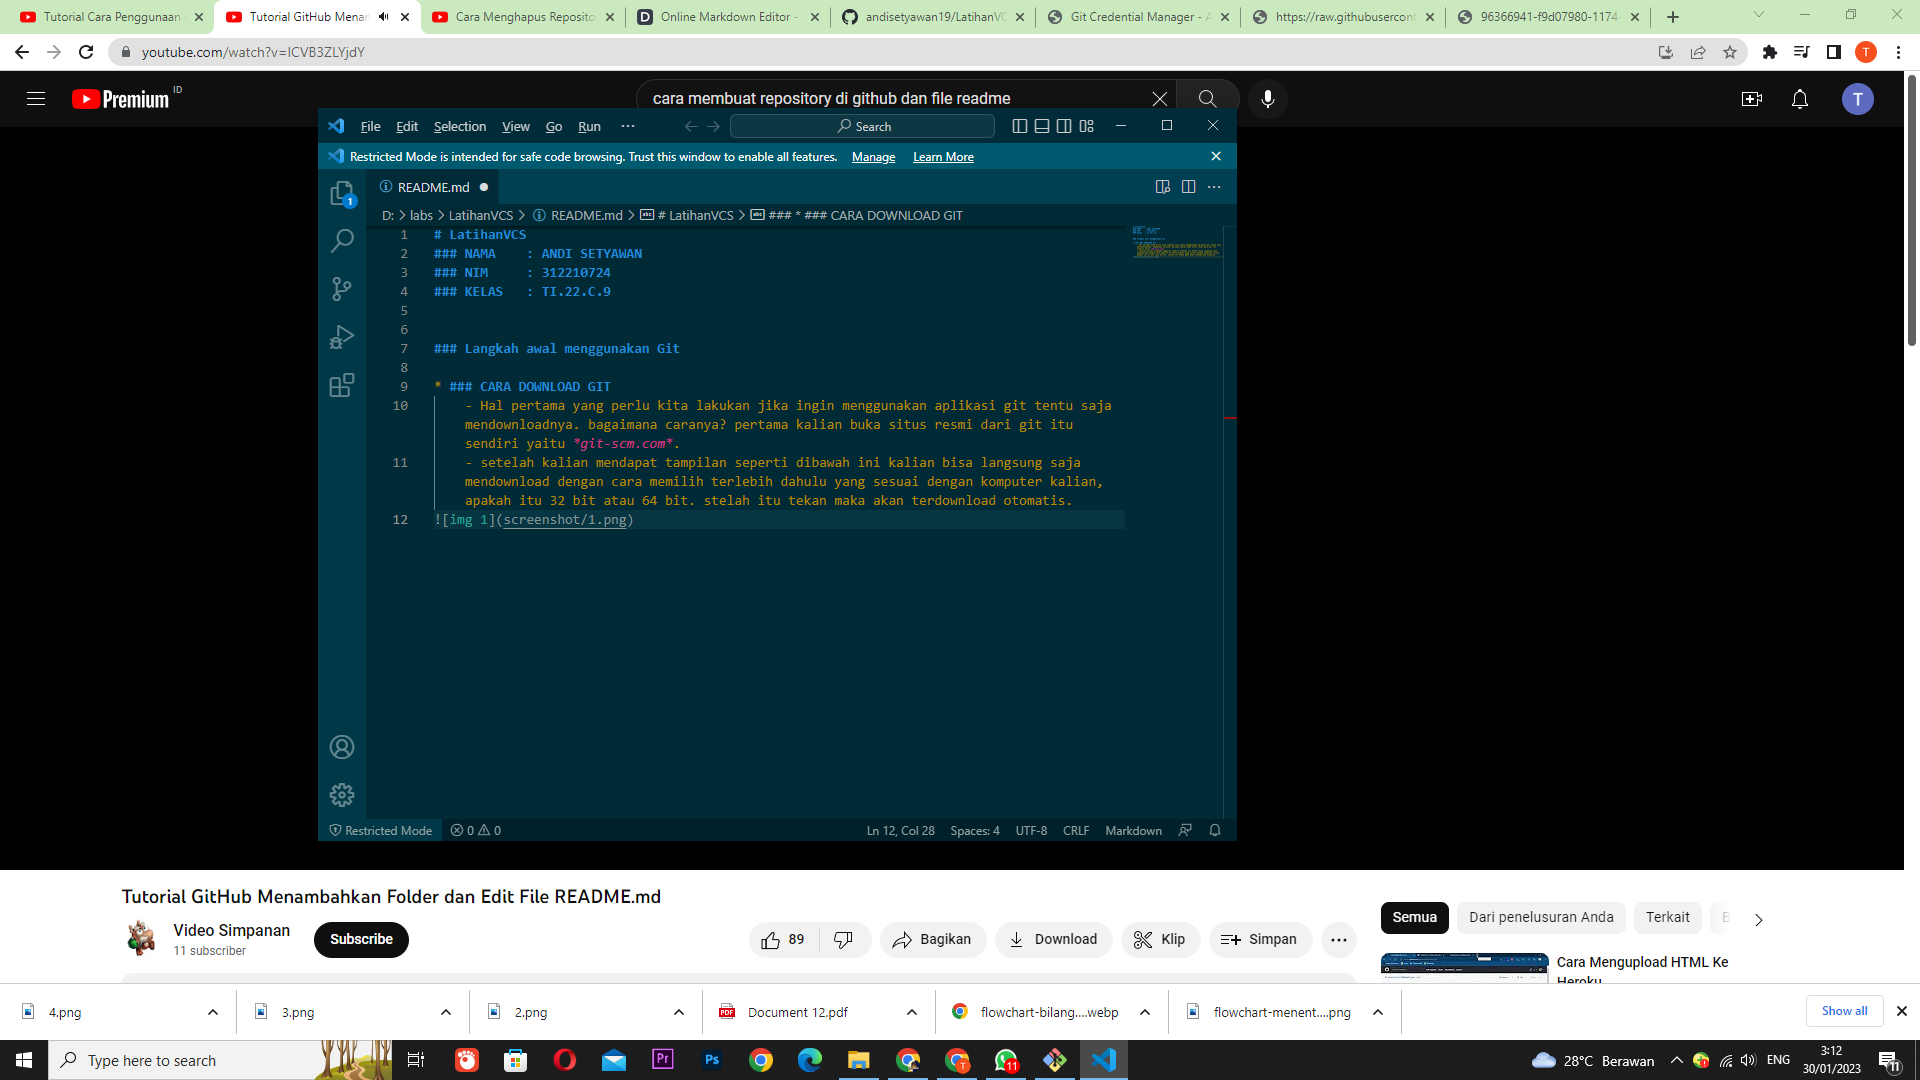 Tutorial Cara Penggunaan
Tutorial GitHub Menam
Cara Menghapus Reposito
Online Markdown Editor -
andisetyawan19/LatihanVC
Git Credential Manager - A
https://raw.githubusercont
96366941-f9d07980-1174
youtube.com/watch?v=ICVB3ZLYjdY
T
Premium ID
cara membuat repository di github dan file readme
T
File Edit Selection View Go Run ··· Search
Restricted Mode is intended for safe code browsing. Trust this window to enable all features. Manage Learn More
1
README.md
D: > labs > LatihanVCS > README.md > # LatihanVCS > ### * ### CARA DOWNLOAD GIT
1 # LatihanVCS
2 ### NAMA    : ANDI SETYAWAN
3 ### NIM     : 312210724
4 ### KELAS   : TI.22.C.9
5
6
7 ### Langkah awal menggunakan Git
8
9 * ### CARA DOWNLOAD GIT
10 - Hal pertama yang perlu kita lakukan jika ingin menggunakan aplikasi git tentu saja
mendownloadnya. bagaimana caranya? pertama kalian buka situs resmi dari git itu
sendiri yaitu *git-scm.com*.
11 - setelah kalian mendapat tampilan seperti dibawah ini kalian bisa langsung saja
mendownload dengan cara memilih terlebih dahulu yang sesuai dengan komputer kalian,
apakah itu 32 bit atau 64 bit. stelah itu tekan maka akan terdownload otomatis.
12 ![img 1](screenshot/1.png)
Restricted Mode 0 0 Ln 12, Col 28 Spaces: 4 UTF-8 CRLF Markdown
Tutorial GitHub Menambahkan Folder dan Edit File README.md
Video Simpanan
11 subscriber
Subscribe
89
Bagikan
Download
Klip
Simpan
Semua
Dari penelusuran Anda
Terkait
Cara Mengupload HTML Ke
Heroku
4.png
3.png
2.png
PDF Document 12.pdf
flowchart-bilang....webp
flowchart-menent....png
Show all
Type here to search
Pr
Ps
T
11
28°C Berawan
ENG
3:12
30/01/2023
11